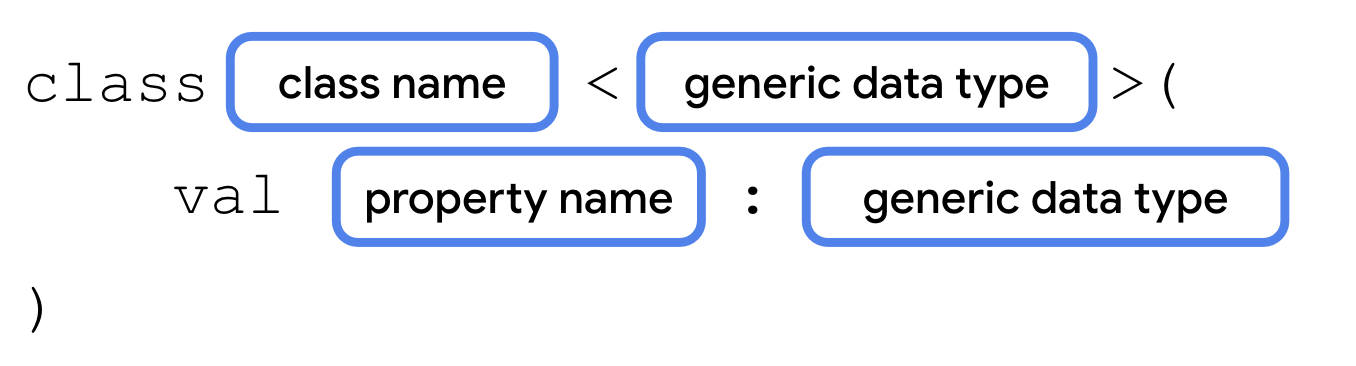 class class name < generic data type >(
val property name : generic data type
)